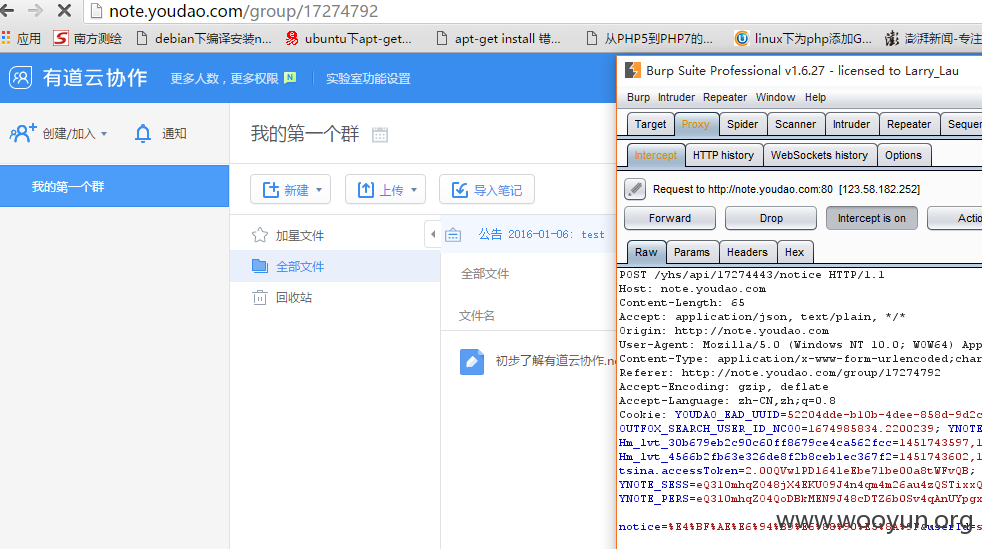 note.youdao.com/group/17274792
应用 南方测绘 debian下编译安装n... ubuntu下apt-get... apt-get install 错... 从PHP5到PHP7的... linux下为php添加G... 澎湃新闻-专注
有道云协作 更多人数，更多权限 N 实验室功能设置
创建/加入 通知
我的第一个群
我的第一个群
新建 上传 导入笔记
加星文件
全部文件
回收站
公告 2016-01-06: test
全部文件
文件名
初步了解有道云协作.no
Burp Suite Professional v1.6.27 - licensed to Larry_Lau
Burp Intruder Repeater Window Help
Target Proxy Spider Scanner Intruder Repeater Sequen
Intercept HTTP history WebSockets history Options
Request to http://note.youdao.com:80 [123.58.182.252]
Forward Drop Intercept is on Actio
Raw Params Headers Hex
POST /yhs/api/17274443/notice HTTP/1.1
Host: note.youdao.com
Content-Length: 65
Accept: application/json, text/plain, */*
Origin: http://note.youdao.com
User-Agent: Mozilla/5.0 (Windows NT 10.0; WOW64) App
Content-Type: application/x-www-form-urlencoded;char
Referer: http://note.youdao.com/group/17274792
Accept-Encoding: gzip, deflate
Accept-Language: zh-CN,zh;q=0.8
Cookie: YOUDAO_EAD_UUID=52204dde-b10b-4dee-858d-9d2c
OUTFOX_SEARCH_USER_ID_NCOO=1674985834.2200239; YNOTE
Hm_lvt_30b679eb2c90c60ff8679ce4ca562fcc=1451743597,1
Hm_lvt_4566b2fb63e326de8f2b8ceb1ec367f2=1451743602,1
tsina.accessToken=2.00QVwlPD1641eEbe71be00a8tWFvQB;
YNOTE_SESS=eQ310mhqZ048jX4EKUO9J4n4qm4m26au4zQSTixxQ
YNOTE_PERS=eQ310mhqZ04QoDBkMEN9J48cDTZ6b0Sv4qAnUYpgx
www.wooyun.org